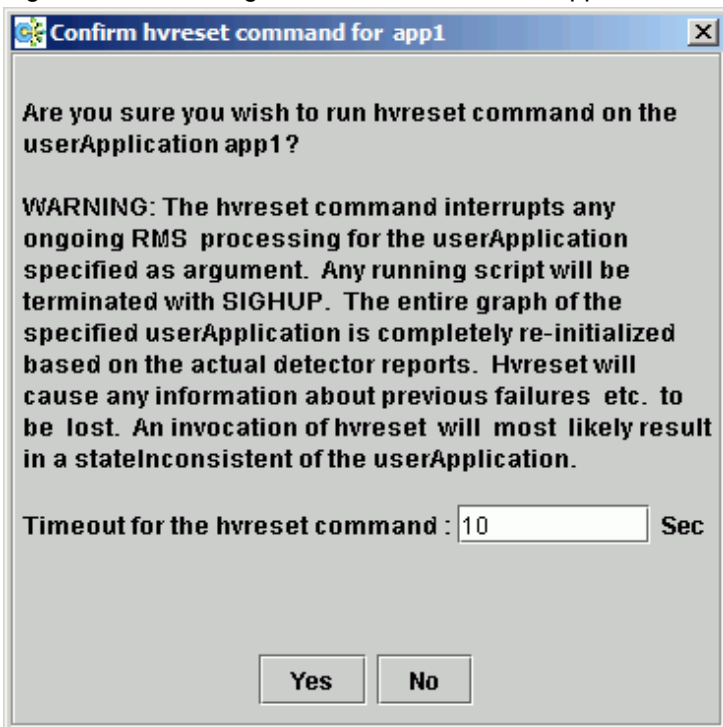 Confirm hvreset command for app1
Are you sure you wish to run hvreset command on the
userApplication app1?
WARNING: The hvreset command interrupts any
ongoing RMS processing for the userApplication
specified as argument. Any running script will be
terminated with SIGHUP. The entire graph of the
specified userApplication is completely re-initialized
based on the actual detector reports. Hvreset will
cause any information about previous failures etc. to
be lost. An invocation of hvreset will most likely result
in a stateInconsistent of the userApplication.
Timeout for the hvreset command : 10 Sec
Yes No